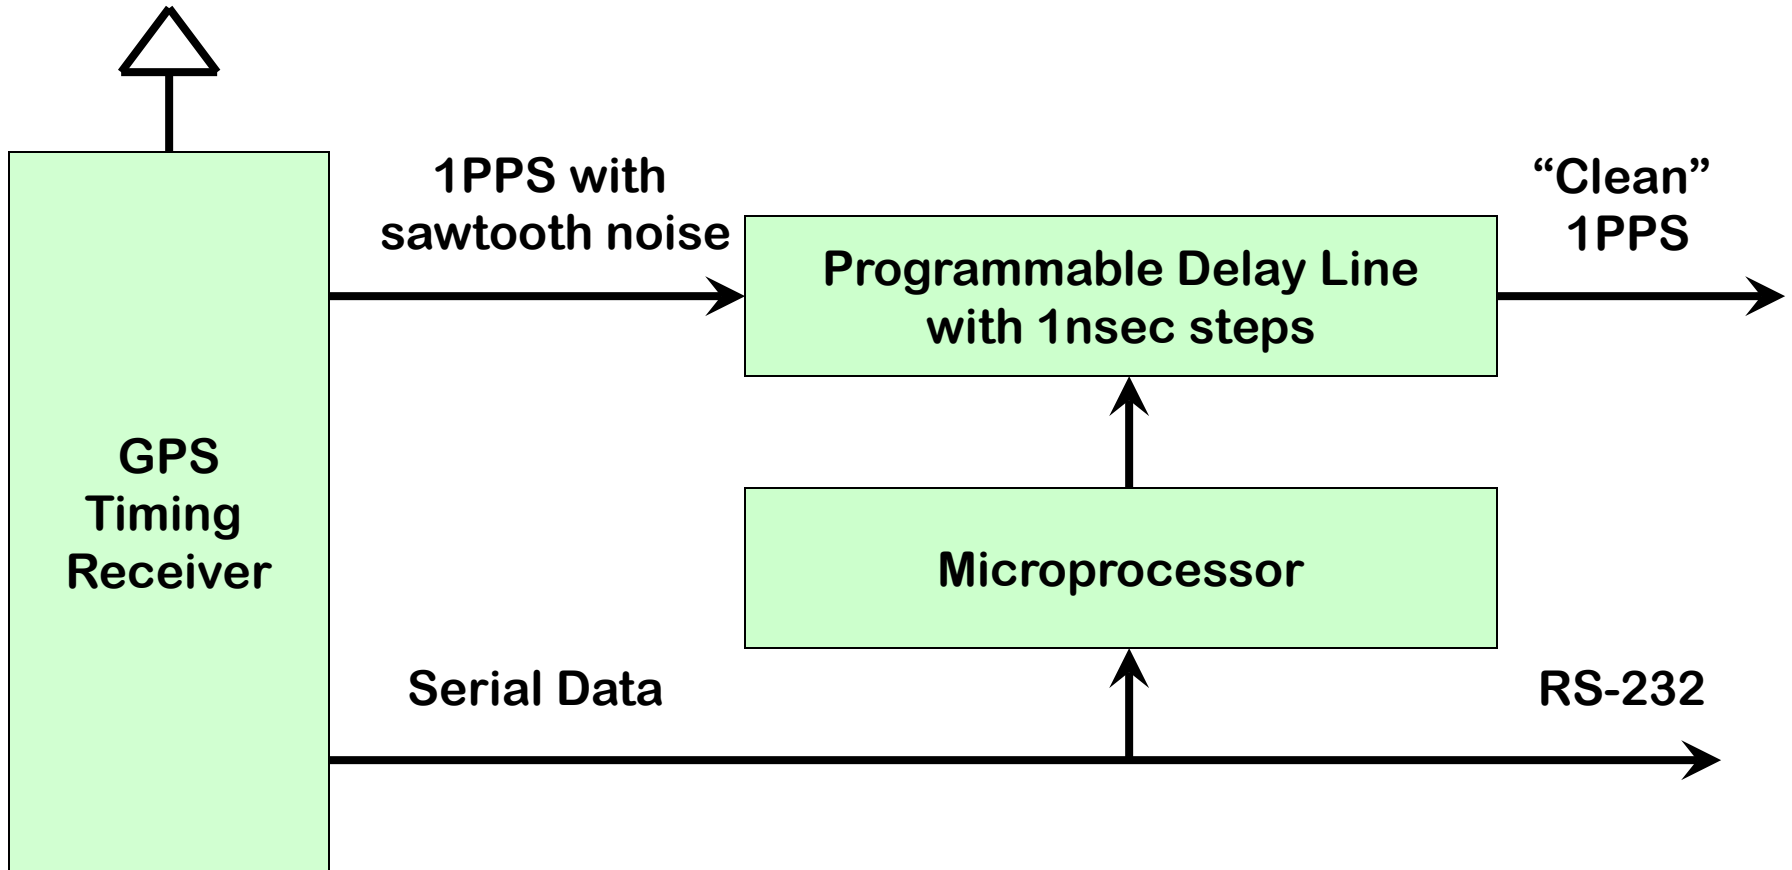 1PPS with
sawtooth noise
“Clean”
1PPS
Programmable Delay Line
with 1nsec steps
GPS
Timing
Receiver
Microprocessor
Serial Data
RS-232